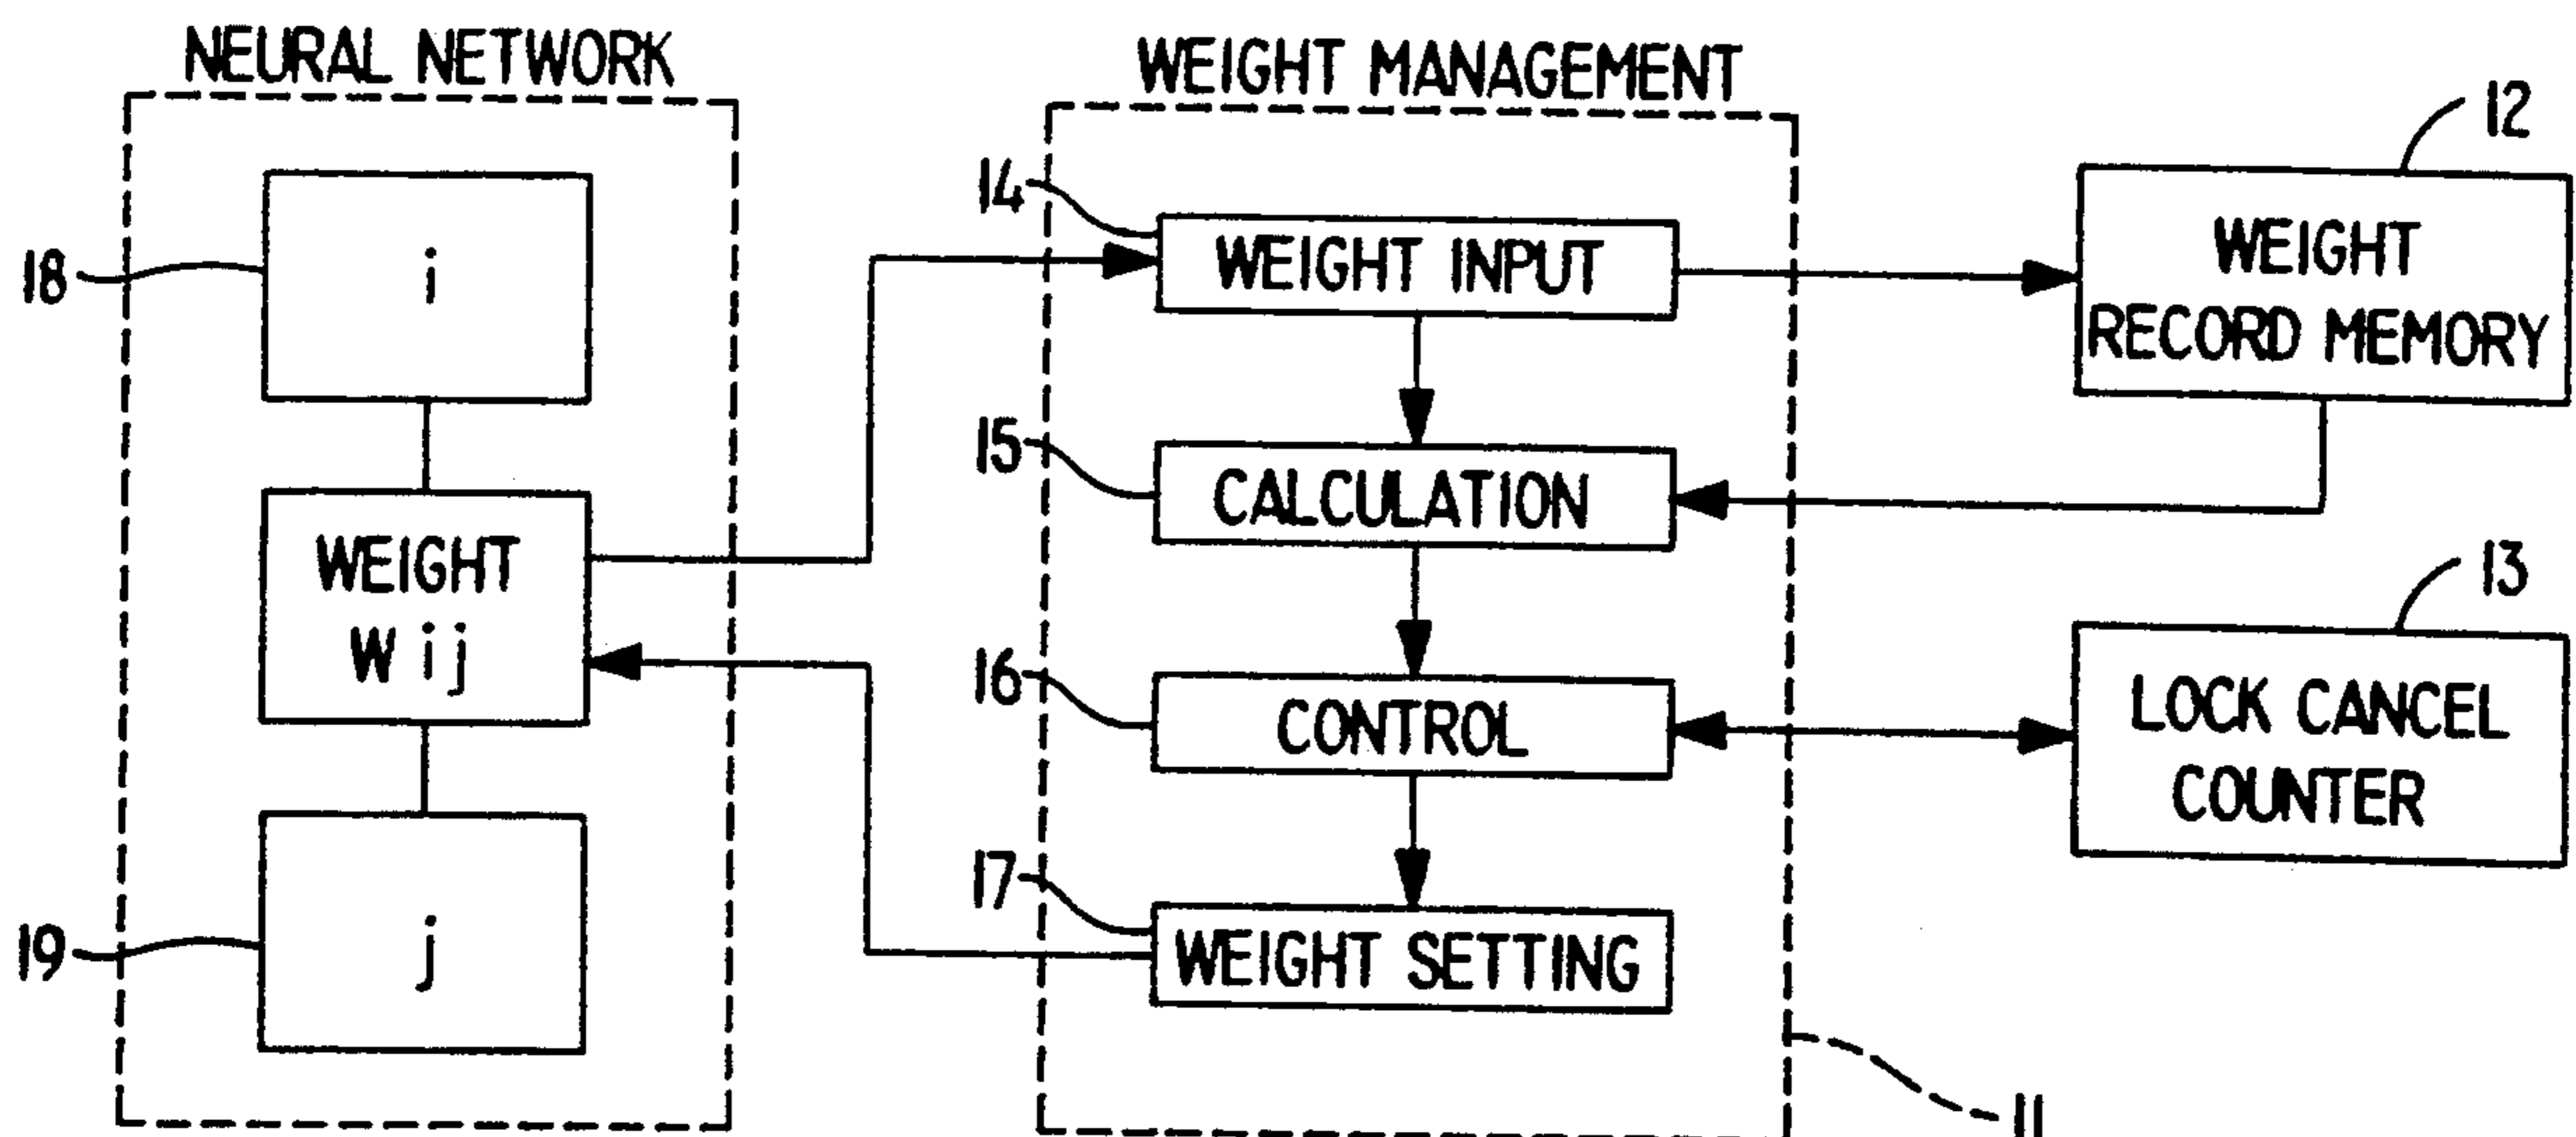 NEURAL NETWORK
18
i
WEIGHT
W ij
19
j
WEIGHT MANAGEMENT
14
WEIGHT INPUT
15
CALCULATION
16
CONTROL
17
WEIGHT SETTING
12
WEIGHT
RECORD MEMORY
13
LOCK CANCEL
COUNTER
11